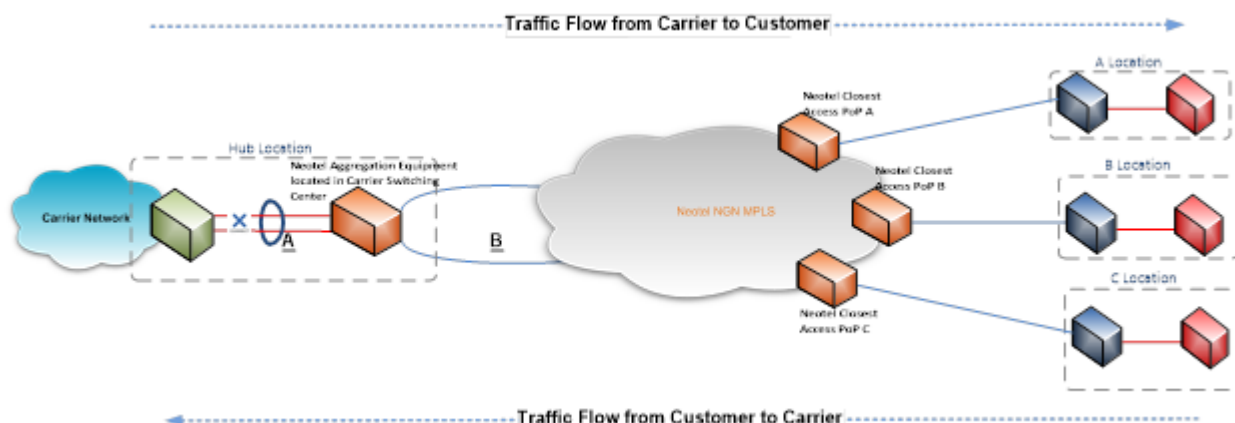 Traffic Flow from Carrier to Customer
A Location
Neotel Closest
Access PoP A
Hub Location
Neotel Aggregation Equipment
located in Carrier Switching
Center
B Location
Neotel Closest
Access PoP B
Carrier Network
Neotel NGN MPLS
A
B
C Location
Neotel Closest
Access PoP C
Traffic Flow from Customer to Carrier